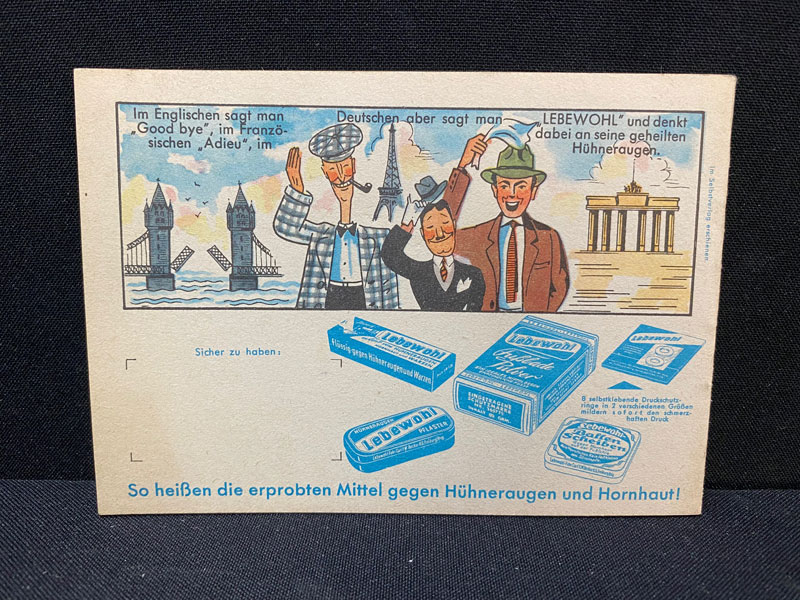 Im Englischen sagt man
„Good bye", im Franzö-
sischen „Adieu", im
Deutschen aber sagt man
„LEBEWOHL" und denkt
dabei an seine geheilten
Hühneraugen.
Im Selbstverlag erschienen.
Sicher zu haben:
Lebewohl
Flüssig-gegen Hühneraugen und Warzen
Lebewohl
Lebewohl
8 selbstklebende Druckschutz-
ringe in 2 verschiedenen Größen
mildern sofort den schmerz-
haften Druck
HÜHNERAUGEN
Lebewohl
PFLASTER
Lebewohl
Ballen
Scheiben
So heißen die erprobten Mittel gegen Hühneraugen und Hornhaut!